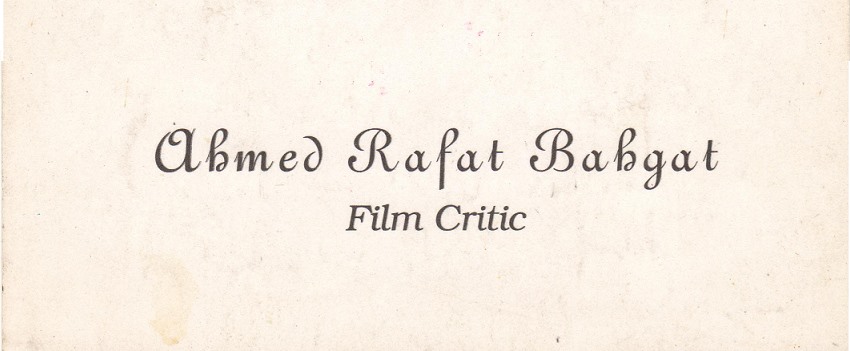 Ahmed Rafat Bahgat
Film Critic